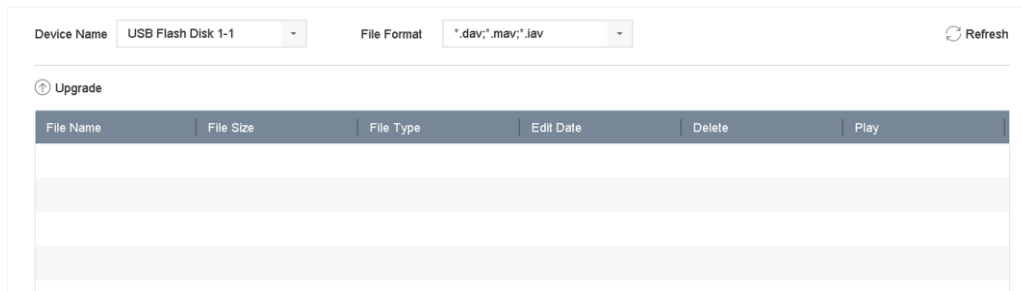 Device Name USB Flash Disk 1-1 File Format *.dav;*.mav;*.iav Refresh
Upgrade
File Name File Size File Type Edit Date Delete Play